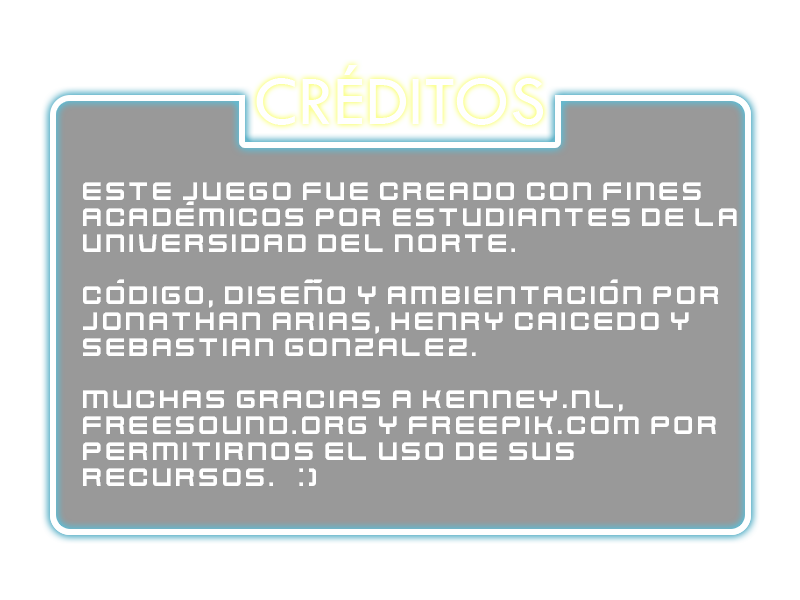 CRÉDITOS
ESTE JUEGO FUE CREADO CON FINES
ACADÉMICOS POR ESTUDIANTES DE LA
UNIVERSIDAD DEL NORTE.
CÓDIGO, DISEÑO Y AMBIENTACIÓN POR
JONATHAN ARIAS, HENRY CAICEDO Y
SEBASTIAN GONZALEZ.
MUCHAS GRACIAS A KENNEY.NL,
FREESOUND.ORG Y FREEPIK.COM POR
PERMITIRNOS EL USO DE SUS
RECURSOS. :)